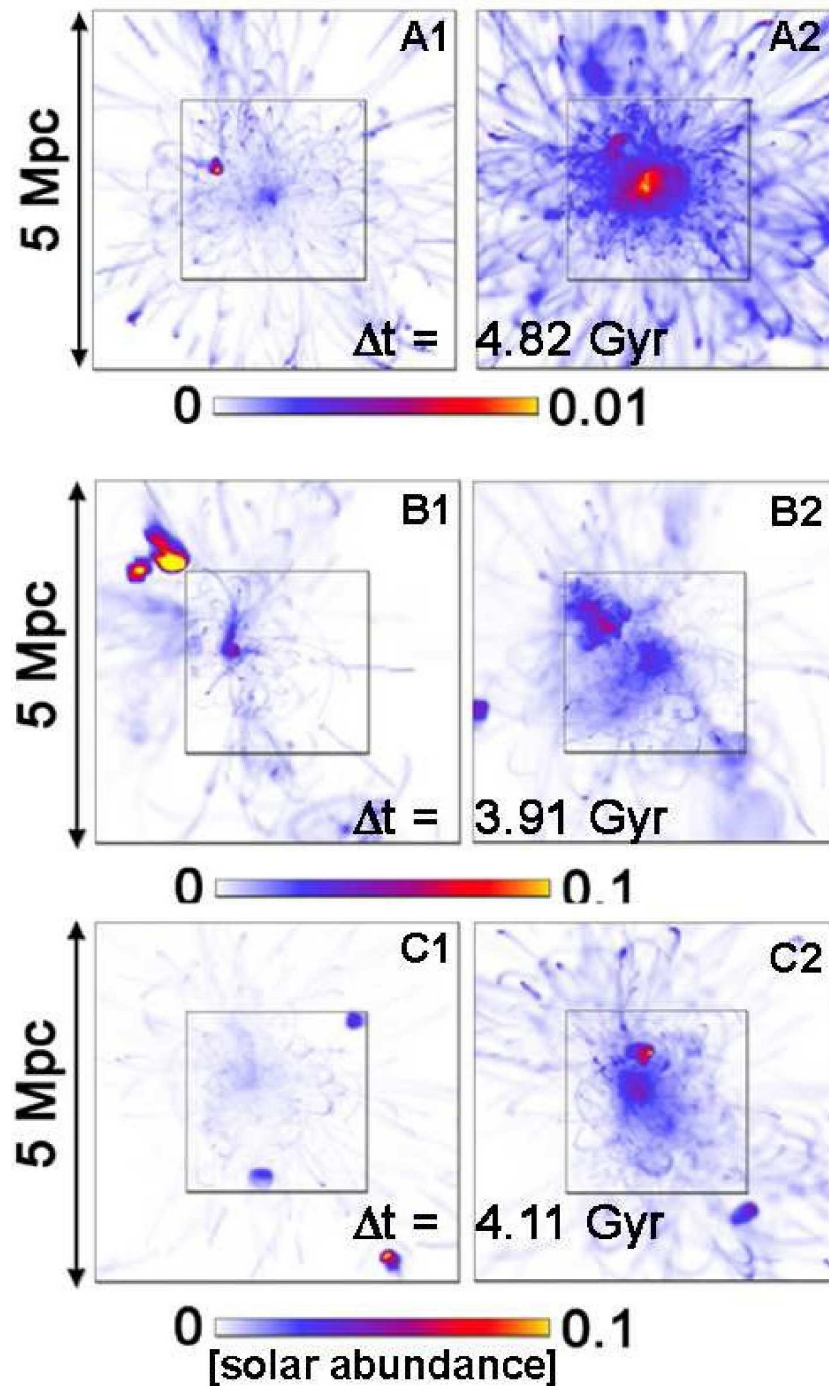 A1
A2
5 Mpc
Δt = 4.82 Gyr
0 0.01
B1
B2
5 Mpc
Δt = 3.91 Gyr
0 0.1
C1
C2
5 Mpc
Δt = 4.11 Gyr
0 0.1
[solar abundance]